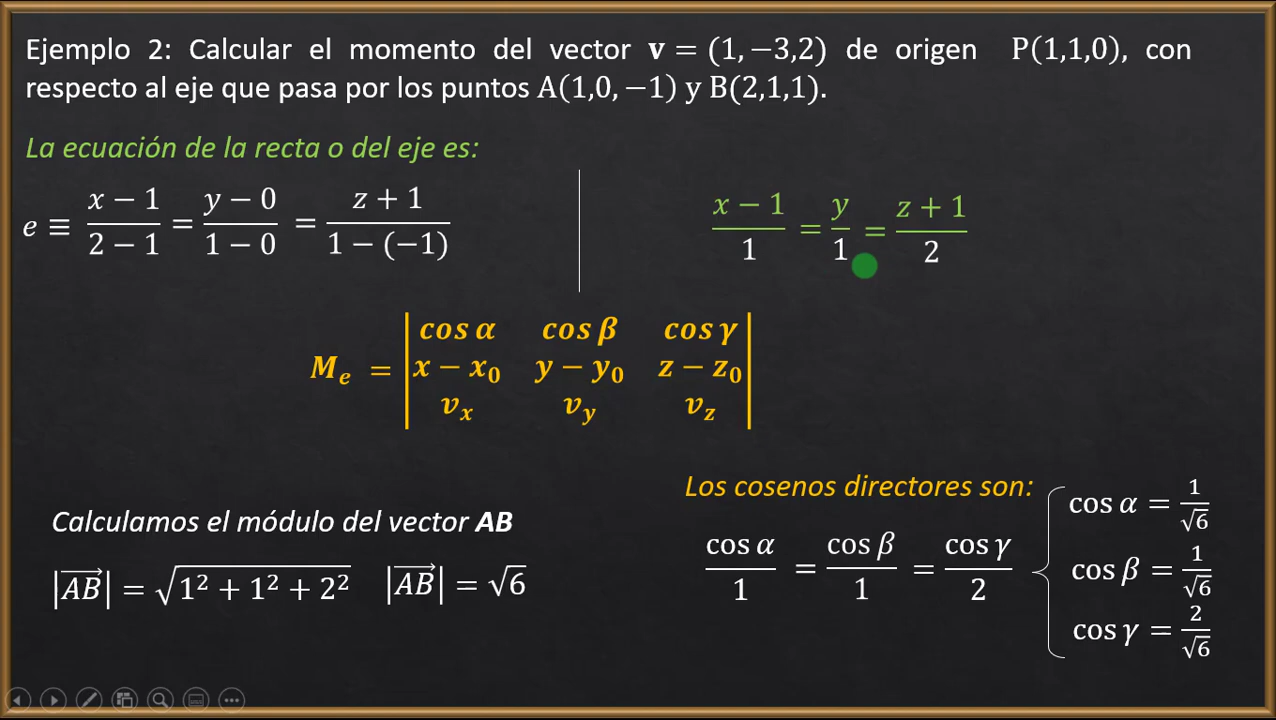 Ejemplo 2: Calcular el momento del vector v = (1, −3,2) de origen P(1,1,0), con
respecto al eje que pasa por los puntos A(1,0, −1) y B(2,1,1).
La ecuación de la recta o del eje es:
e ≡ (x − 1)/(2 − 1) = (y − 0)/(1 − 0) = (z + 1)/(1 − (−1))
(x − 1)/1 = y/1 = (z + 1)/2
M_e = | cos α cos β cos γ |
| x − x₀ y − y₀ z − z₀ |
| v_x v_y v_z |
Calculamos el módulo del vector AB
|AB→| = √(1² + 1² + 2²) |AB→| = √6
Los cosenos directores son:
cos α/1 = cos β/1 = cos γ/2
cos α = 1/√6
cos β = 1/√6
cos γ = 2/√6